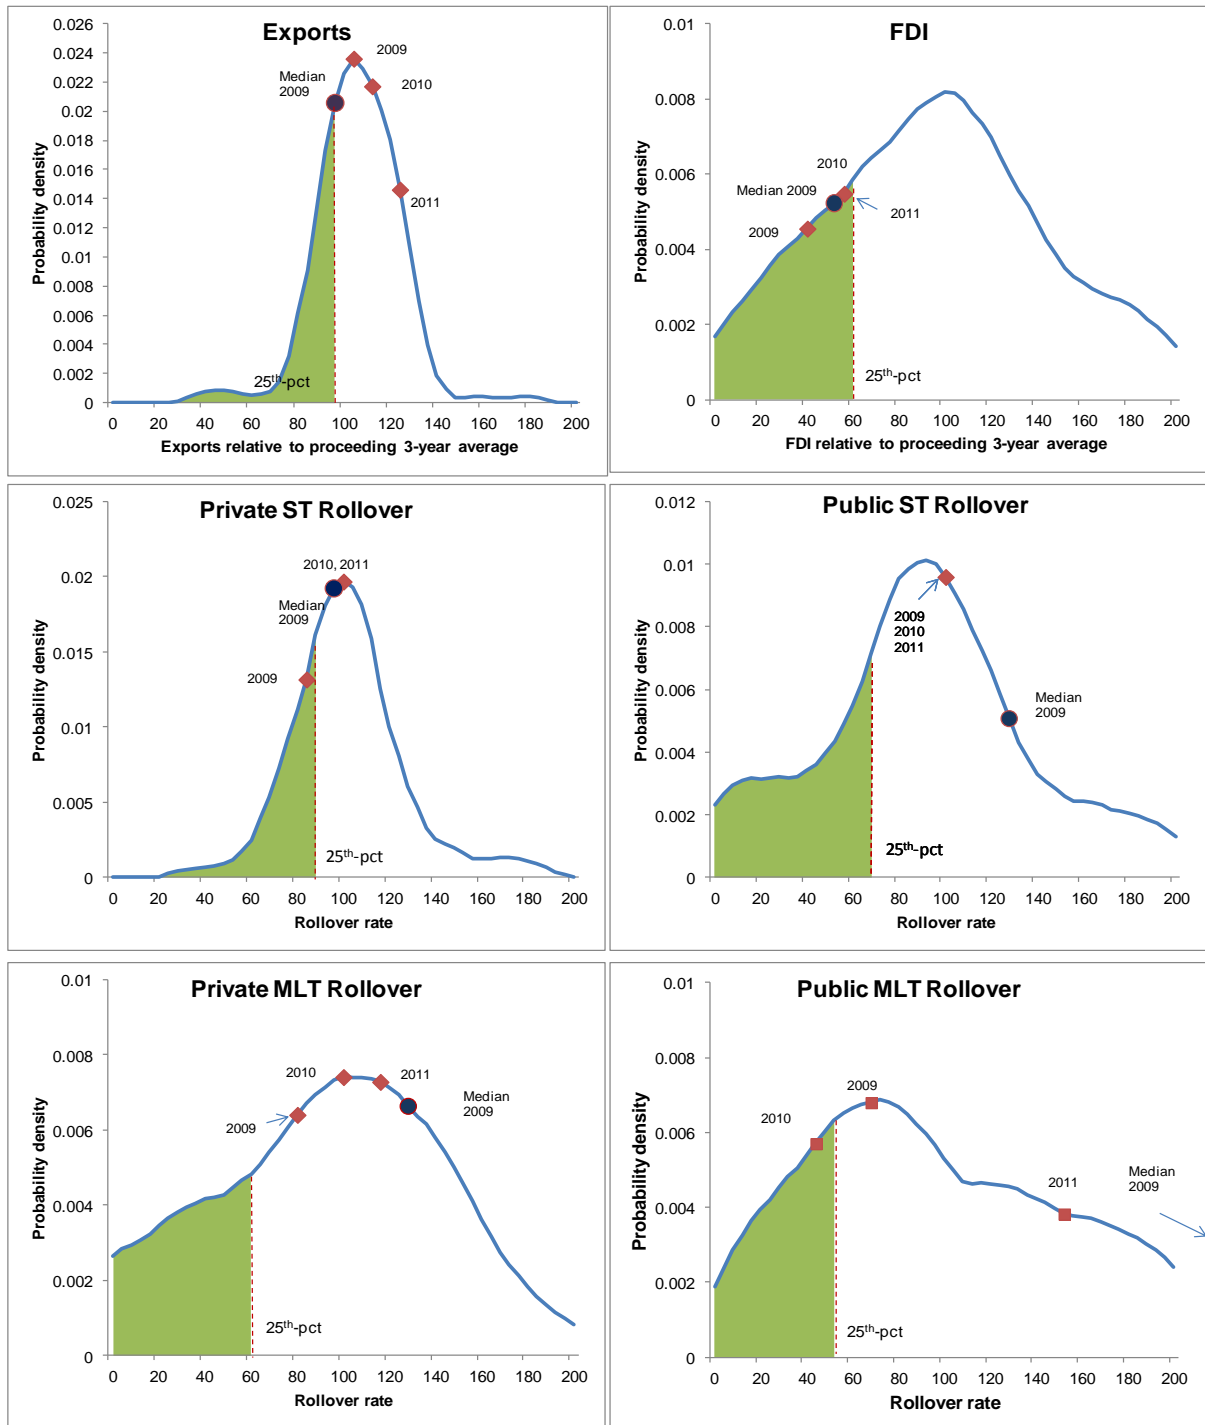 Exports
0.026
0.024
0.022
0.02
0.018
0.016
0.014
0.012
0.01
0.008
0.006
0.004
0.002
0
Probability density
2009
Median
2009
2010
2011
25th-pct
0 20 40 60 80 100 120 140 160 180 200
Exports relative to proceeding 3-year average
FDI
0.01
0.008
0.006
0.004
0.002
0
Probability density
2010
Median 2009
2011
2009
25th-pct
0 20 40 60 80 100 120 140 160 180 200
FDI relative to proceeding 3-year average
Private ST Rollover
0.025
0.02
0.015
0.01
0.005
0
Probability density
2010, 2011
Median
2009
2009
25th-pct
0 20 40 60 80 100 120 140 160 180 200
Rollover rate
Public ST Rollover
0.012
0.01
0.008
0.006
0.004
0.002
0
Probability density
2009
2010
2011
Median
2009
25th-pct
0 20 40 60 80 100 120 140 160 180 200
Rollover rate
Private MLT Rollover
0.01
0.008
0.006
0.004
0.002
0
Probability density
2010
2011
Median
2009
2009
25th-pct
0 20 40 60 80 100 120 140 160 180 200
Rollover rate
Public MLT Rollover
0.01
0.008
0.006
0.004
0.002
0
Probability density
2009
2010
2011
Median
2009
25th-pct
0 20 40 60 80 100 120 140 160 180 200
Rollover rate